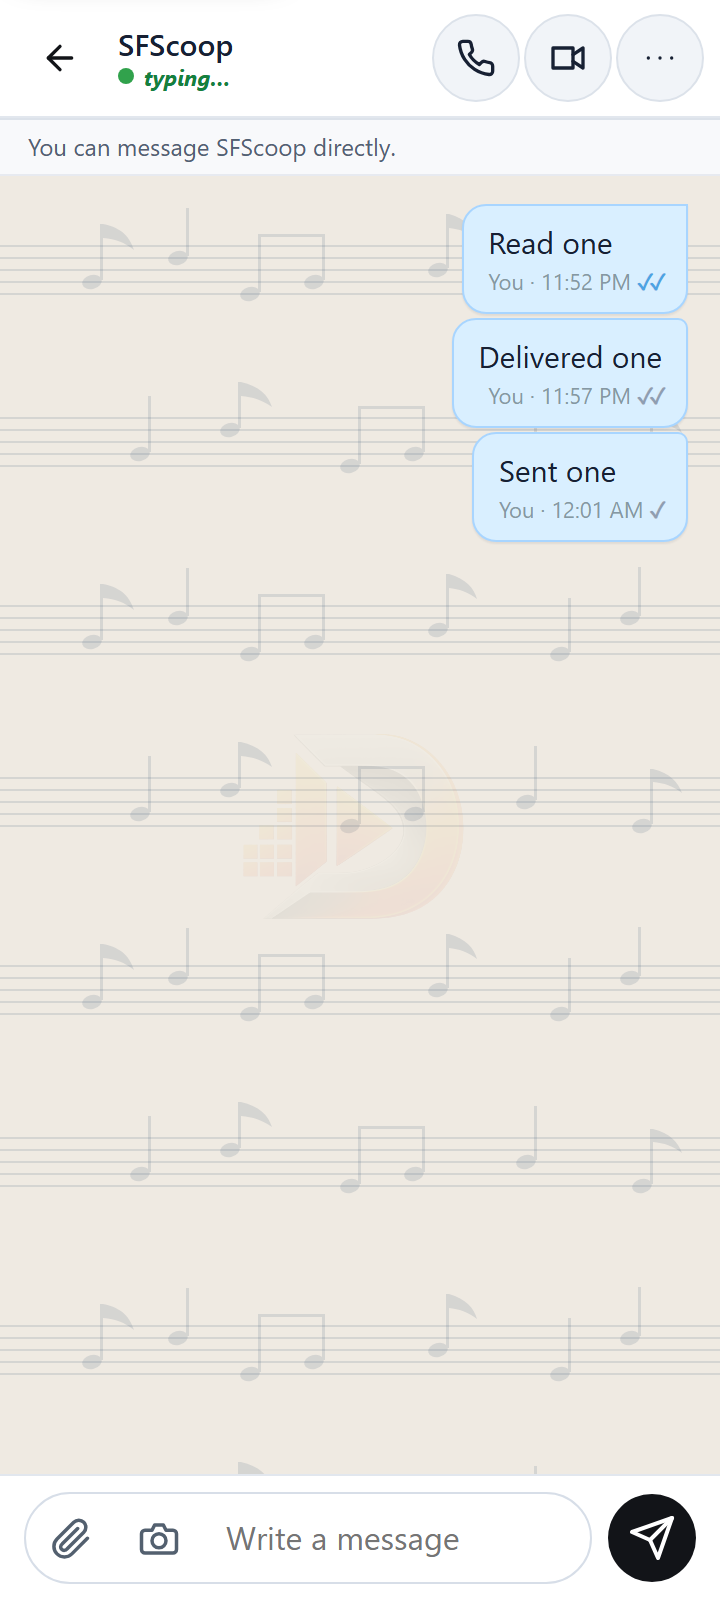 SFScoop
typing...
You can message SFScoop directly.
Read one
You · 11:52 PM ✓✓
Delivered one
You · 11:57 PM ✓✓
Sent one
You · 12:01 AM ✓
Write a message